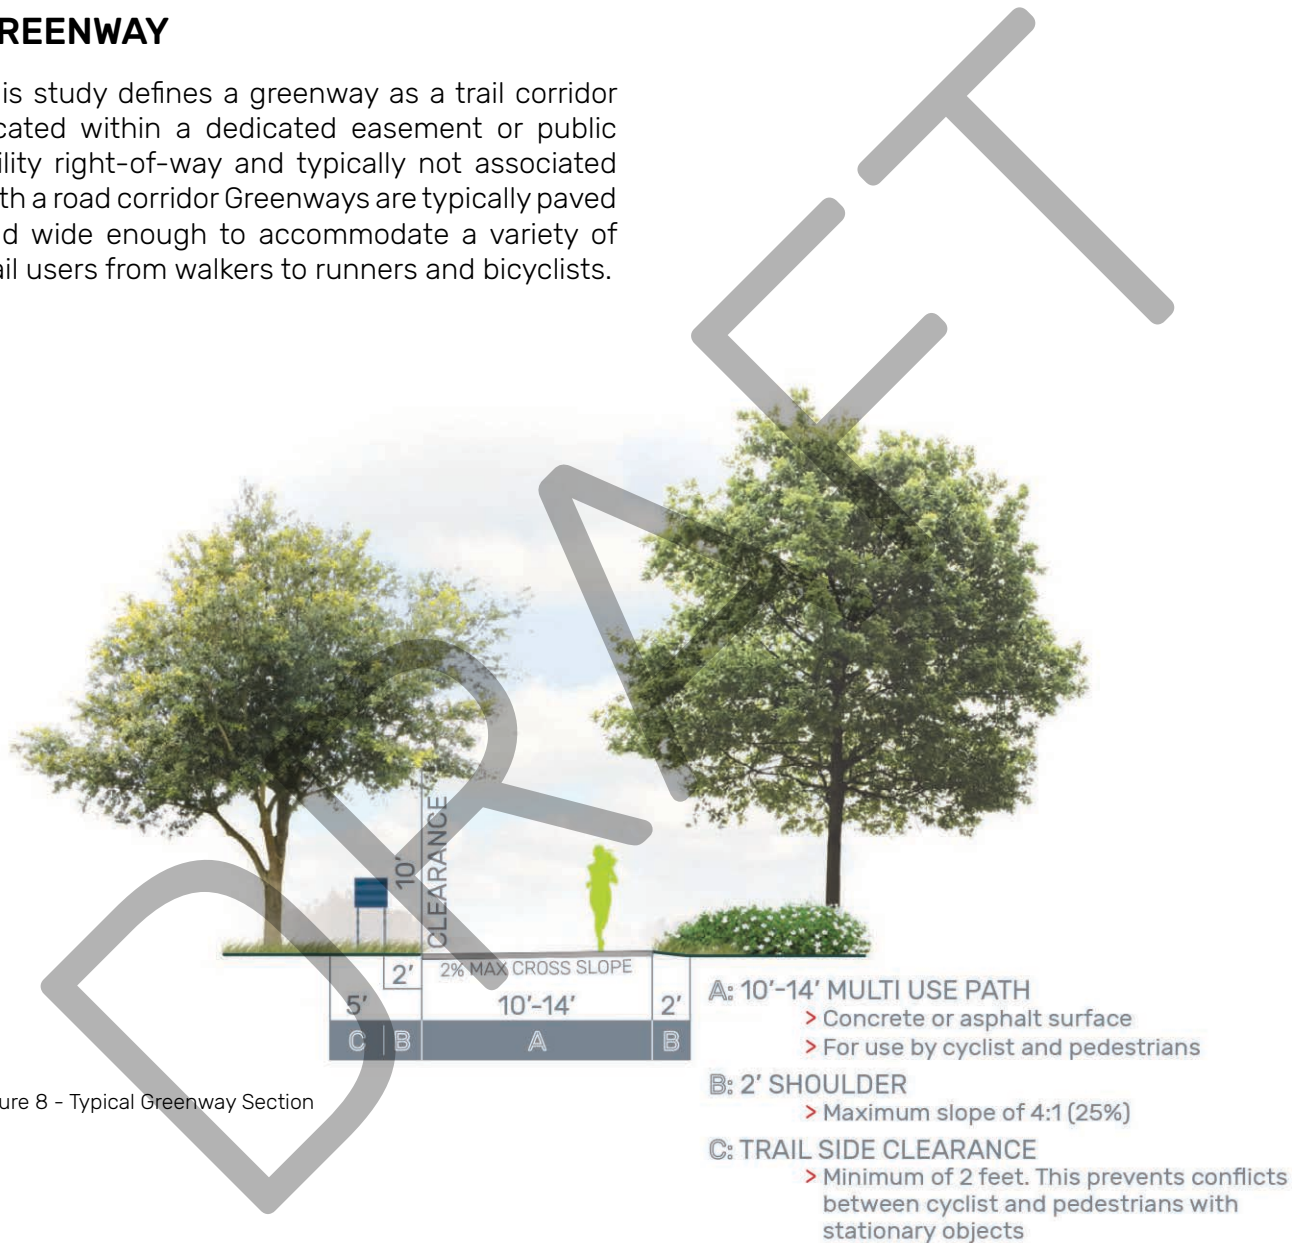 REENWAY
is study defines a greenway as a trail corridor
cated within a dedicated easement or public
ility right-of-way and typically not associated
th a road corridor Greenways are typically paved
d wide enough to accommodate a variety of
ail users from walkers to runners and bicyclists.
DRAFT
10'
CLEARANCE
2% MAX CROSS SLOPE
2'
5'
10'-14'
2'
C
B
A
B
A: 10'-14' MULTI USE PATH
> Concrete or asphalt surface
> For use by cyclist and pedestrians
B: 2' SHOULDER
> Maximum slope of 4:1 (25%)
C: TRAIL SIDE CLEARANCE
> Minimum of 2 feet. This prevents conflicts
between cyclist and pedestrians with
stationary objects
ure 8 - Typical Greenway Section